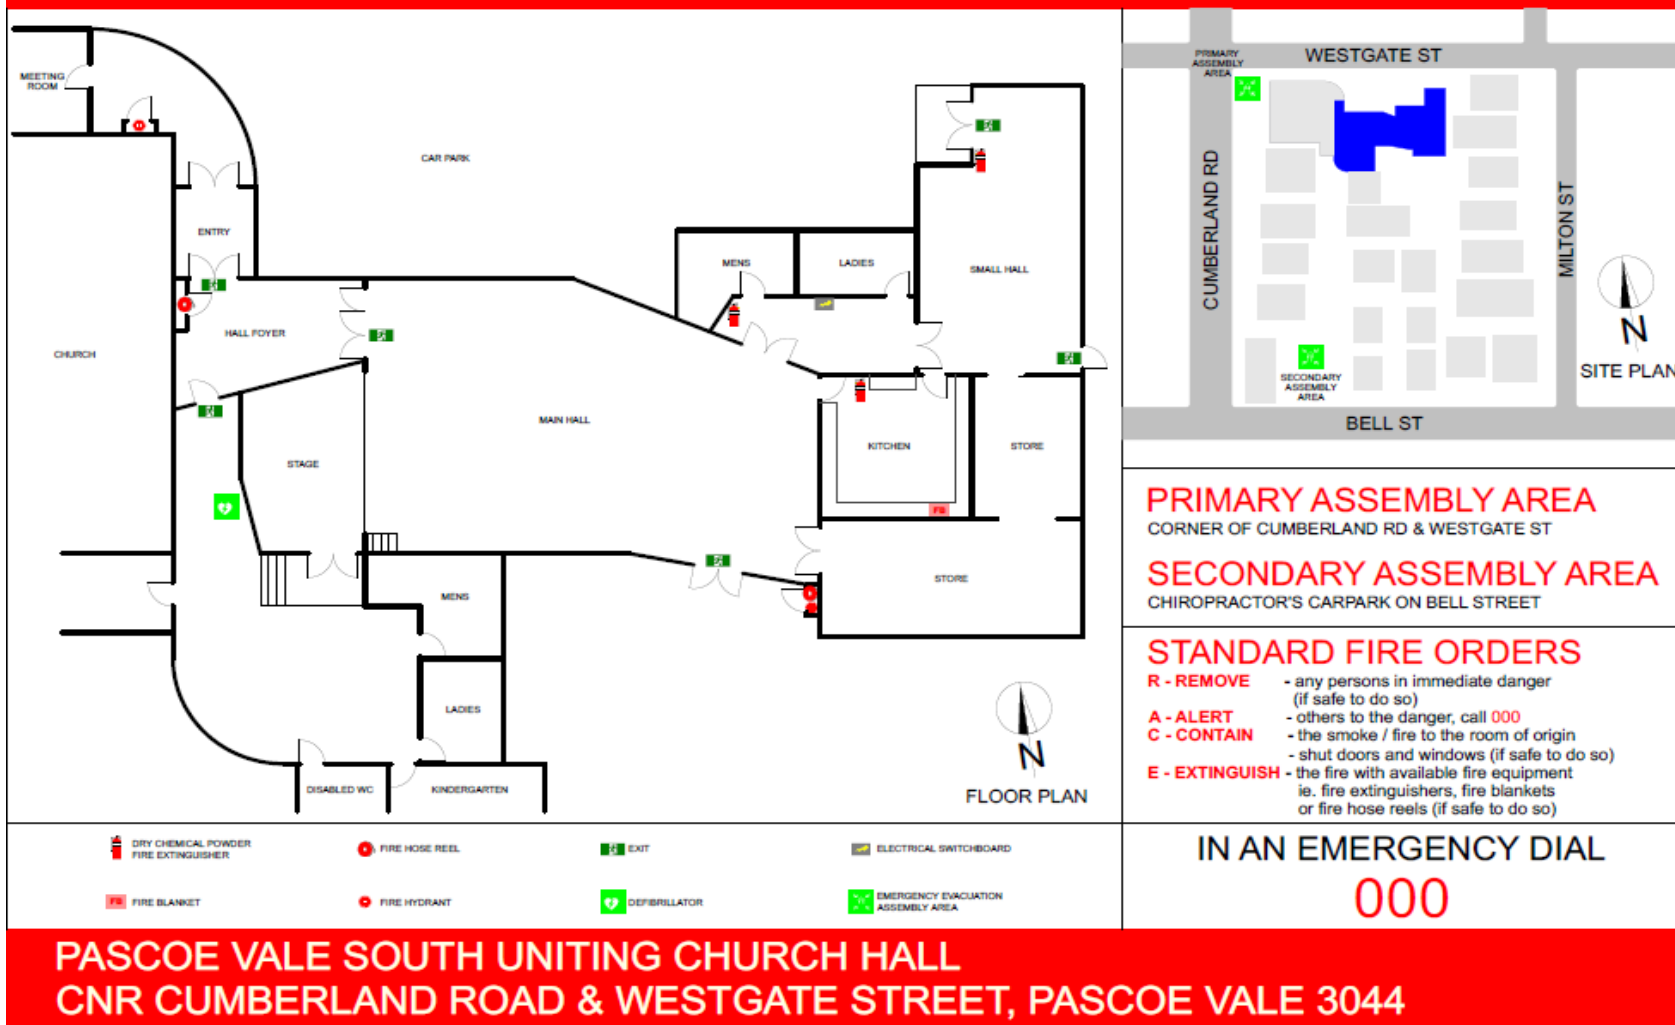 MEETING
ROOM
CAR PARK
ENTRY
MENS
LADIES
SMALL HALL
HALL FOYER
CHURCH
MAIN HALL
STAGE
KITCHEN
STORE
FB
STORE
MENS
LADIES
DISABLED WC
KINDERGARTEN
N
FLOOR PLAN
PRIMARY
ASSEMBLY
AREA
WESTGATE ST
CUMBERLAND RD
MILTON ST
N
SITE PLAN
SECONDARY
ASSEMBLY
AREA
BELL ST
PRIMARY ASSEMBLY AREA
CORNER OF CUMBERLAND RD & WESTGATE ST
SECONDARY ASSEMBLY AREA
CHIROPRACTOR'S CARPARK ON BELL STREET
STANDARD FIRE ORDERS
R - REMOVE - any persons in immediate danger
(if safe to do so)
A - ALERT - others to the danger, call 000
C - CONTAIN - the smoke / fire to the room of origin
- shut doors and windows (if safe to do so)
E - EXTINGUISH - the fire with available fire equipment
ie. fire extinguishers, fire blankets
or fire hose reels (if safe to do so)
DRY CHEMICAL POWDER
FIRE EXTINGUISHER
FIRE HOSE REEL
EXIT
ELECTRICAL SWITCHBOARD
FB FIRE BLANKET
FIRE HYDRANT
DEFIBRILLATOR
EMERGENCY EVACUATION
ASSEMBLY AREA
IN AN EMERGENCY DIAL
000
PASCOE VALE SOUTH UNITING CHURCH HALL
CNR CUMBERLAND ROAD & WESTGATE STREET, PASCOE VALE 3044